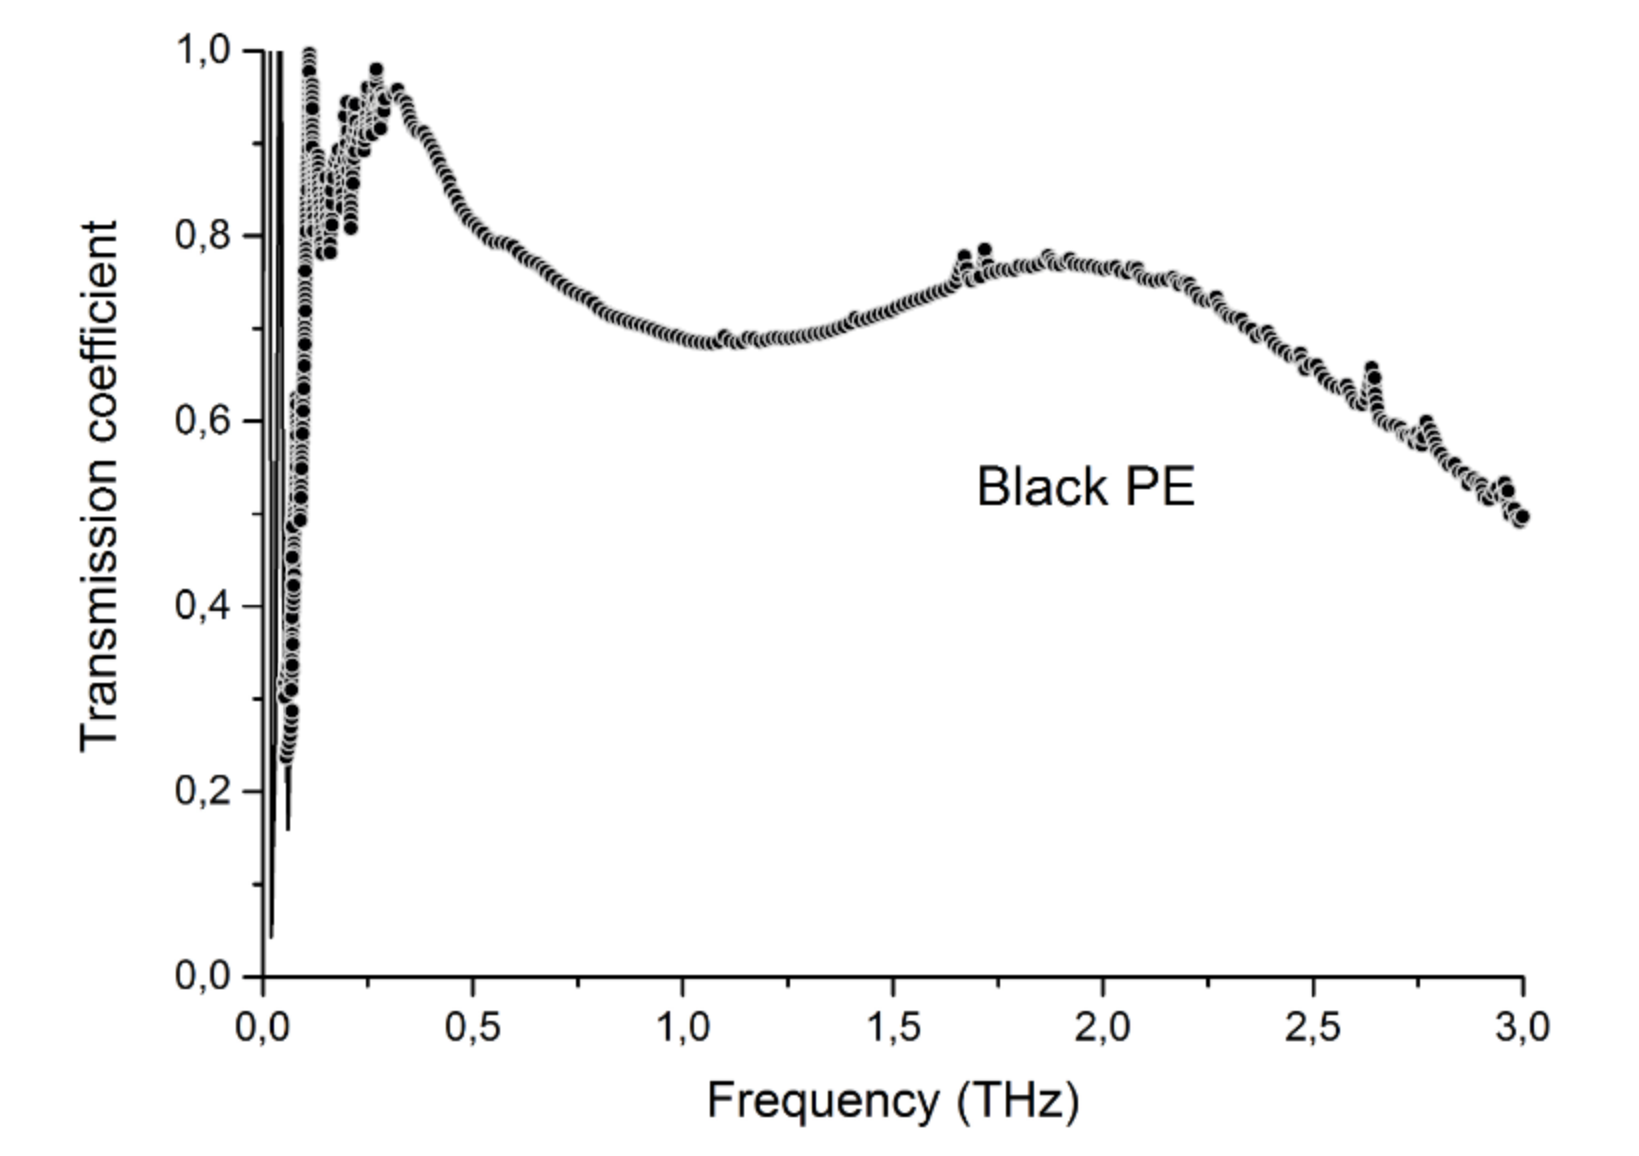 1,0
0,8
0,6
0,4
0,2
0,0
Transmission coefficient
Black PE
0,0 0,5 1,0 1,5 2,0 2,5 3,0
Frequency (THz)